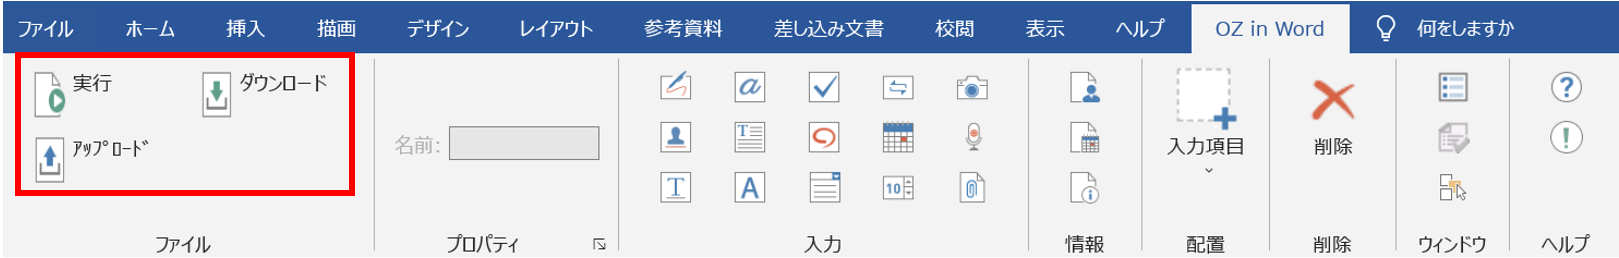 ファイル ホーム 挿入 描画 デザイン レイアウト 参考資料 差し込み文書 校閲 表示 ヘルプ OZ in Word 何をしますか
実行 ダウンロード
ｱｯﾌﾟﾛｰﾄﾞ
名前:
a
T
T A 10
入力項目 削除
? !
ファイル プロパティ 入力 情報 配置 削除 ウィンドウ ヘルプ